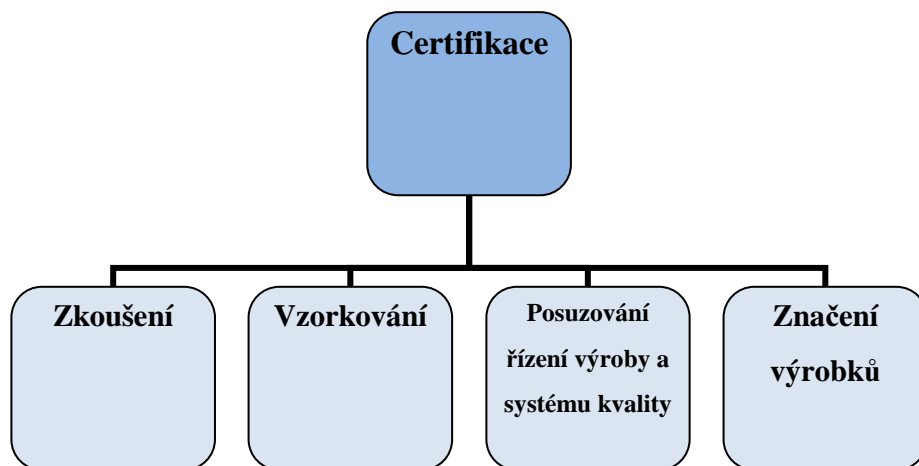 Certifikace
Zkoušení
Vzorkování
Posuzování
řízení výroby a
systému kvality
Značení
výrobků